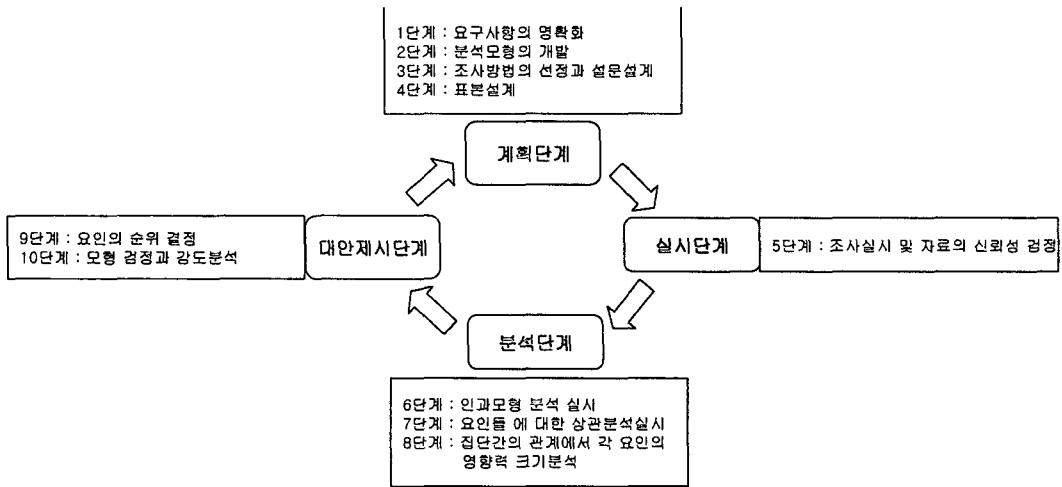 1단계 : 요구사항의 명확화
2단계 : 분석모형의 개발
3단계 : 조사방법의 선정과 설문설계
4단계 : 표본설계
계획단계
9단계 : 요인의 순위 결정
10단계 : 모형 검정과 강도분석
대안제시단계
실시단계
5단계 : 조사실시 및 자료의 신뢰성 검정
분석단계
6단계 : 인과모형 분석 실시
7단계 : 요인들 에 대한 상관분석실시
8단계 : 집단간의 관계에서 각 요인의
영향력 크기분석